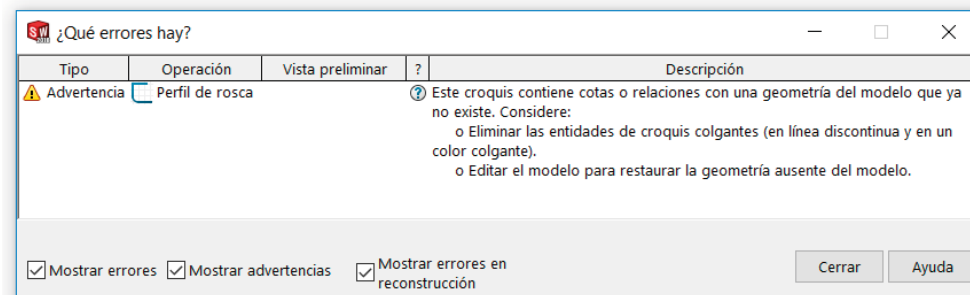 SW
¿Qué errores hay?
Tipo Operación Vista preliminar ? Descripción
Advertencia Perfil de rosca Este croquis contiene cotas o relaciones con una geometría del modelo que ya
no existe. Considere:
o Eliminar las entidades de croquis colgantes (en línea discontinua y en un
color colgante).
o Editar el modelo para restaurar la geometría ausente del modelo.
Mostrar errores Mostrar advertencias Mostrar errores en
reconstrucción
Cerrar Ayuda